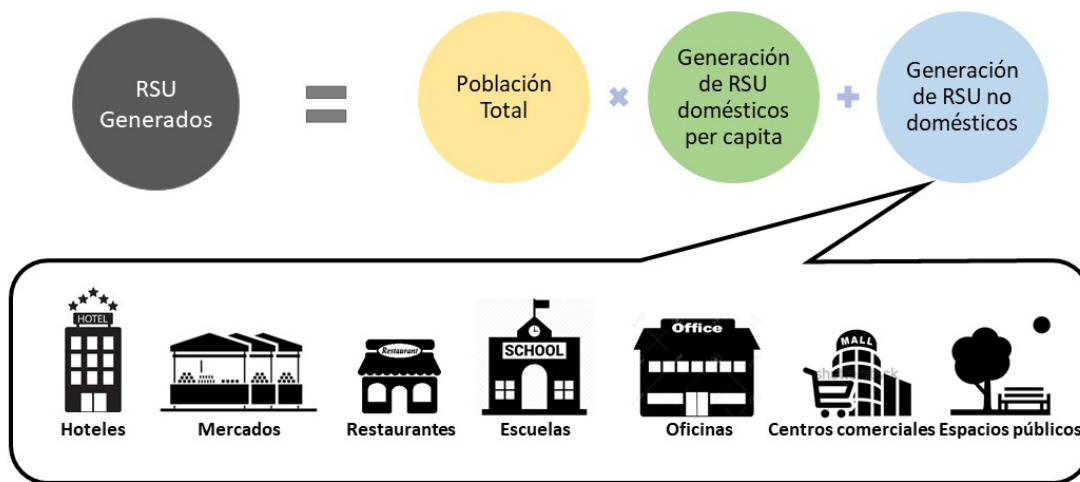 RSU
Generados
Población
Total
Generación
de RSU
domésticos
per capita
Generación
de RSU no
domésticos
HOTEL
Restaurant
SCHOOL
Office
MALL
Hoteles
Mercados
Restaurantes
Escuelas
Oficinas
Centros comerciales
Espacios públicos